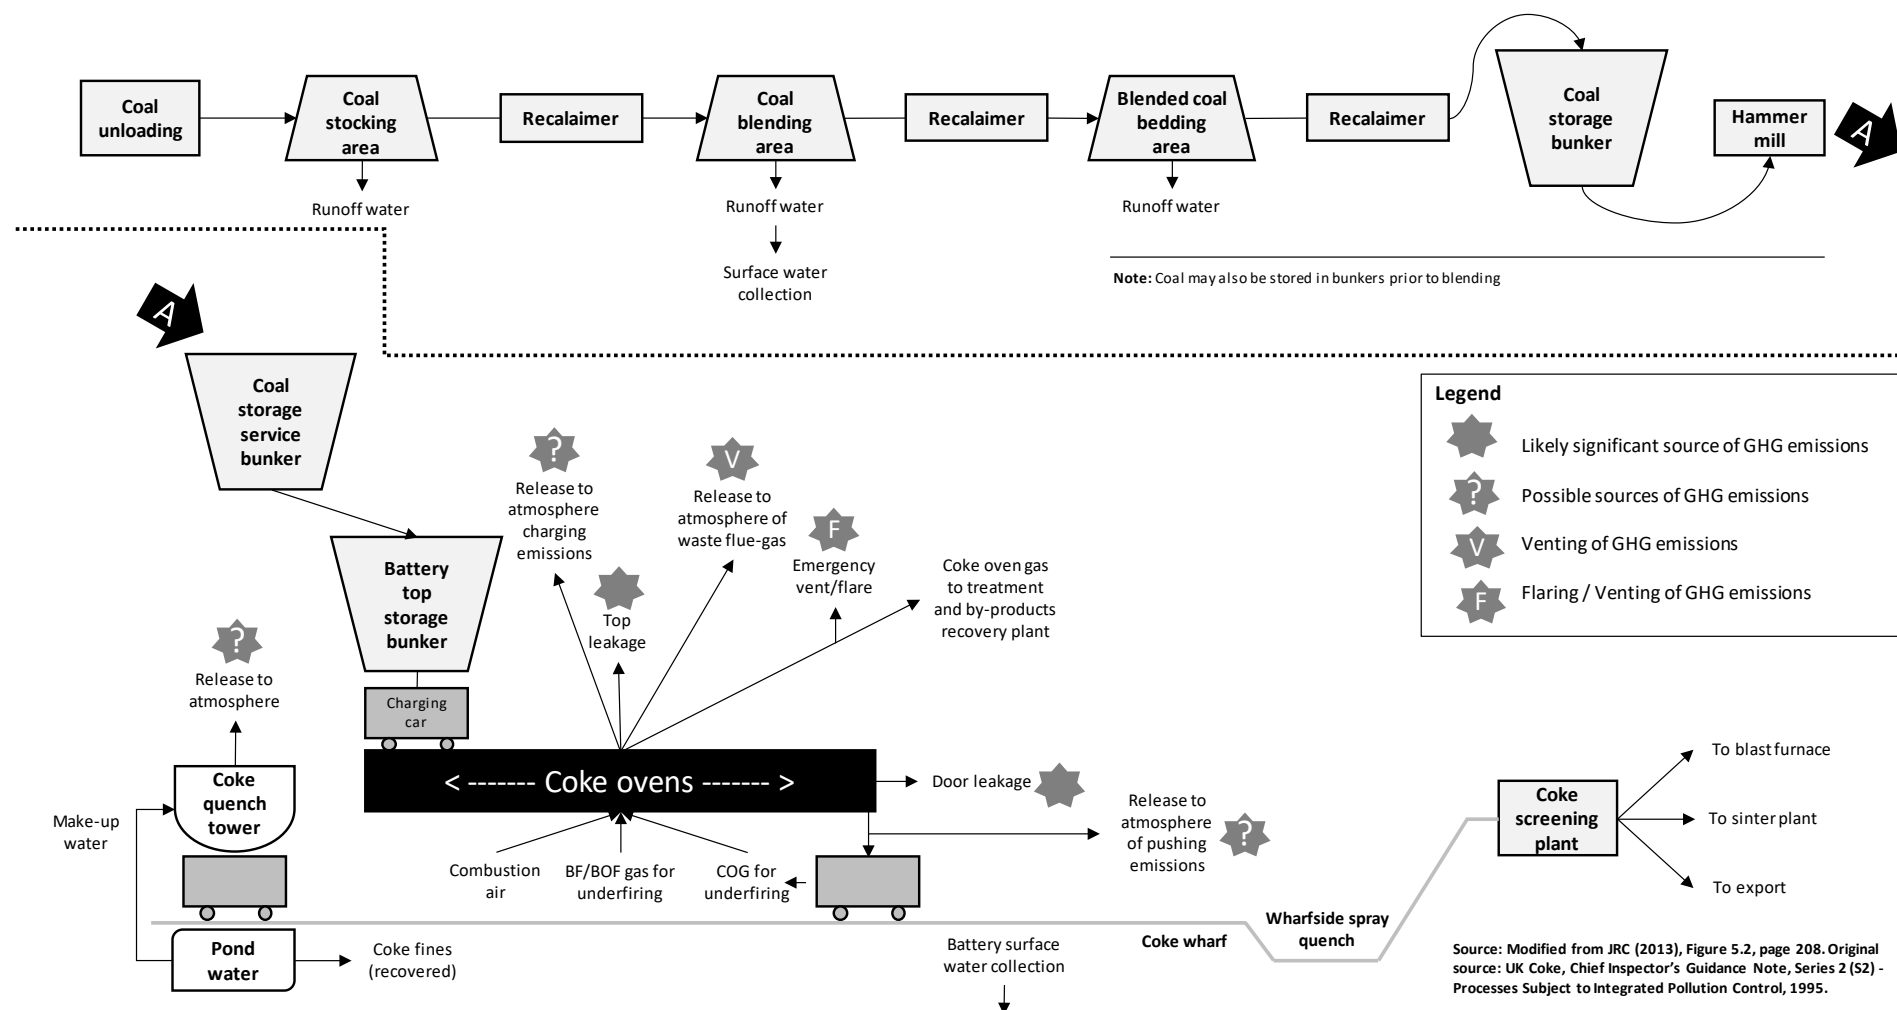 Coal
unloading
Coal
stocking
area
Recalaimer
Coal
blending
area
Recalaimer
Blended coal
bedding
area
Recalaimer
Coal
storage
bunker
Hammer
mill
A
Runoff water
Runoff water
Runoff water
Surface water
collection
Note: Coal may also be stored in bunkers prior to blending
A
Coal
storage
service
bunker
Legend
Likely significant source of GHG emissions
?
Possible sources of GHG emissions
V
Venting of GHG emissions
F
Flaring / Venting of GHG emissions
?
Release to
atmosphere
charging
emissions
V
Release to
atmosphere of
waste flue-gas
F
Emergency
vent/flare
Coke oven gas
to treatment
and by-products
recovery plant
Top
leakage
Battery
top
storage
bunker
?
Release to
atmosphere
Charging
car
< ------- Coke ovens ------- >
Door leakage
Release to
atmosphere
of pushing
emissions
?
Coke
quench
tower
Make-up
water
Combustion
air
BF/BOF gas for
underfiring
COG for
underfiring
Coke
screening
plant
To blast furnace
To sinter plant
To export
Pond
water
Coke fines
(recovered)
Battery surface
water collection
Coke wharf
Wharfside spray
quench
Source: Modified from JRC (2013), Figure 5.2, page 208. Original
source: UK Coke, Chief Inspector's Guidance Note, Series 2 (S2) -
Processes Subject to Integrated Pollution Control, 1995.